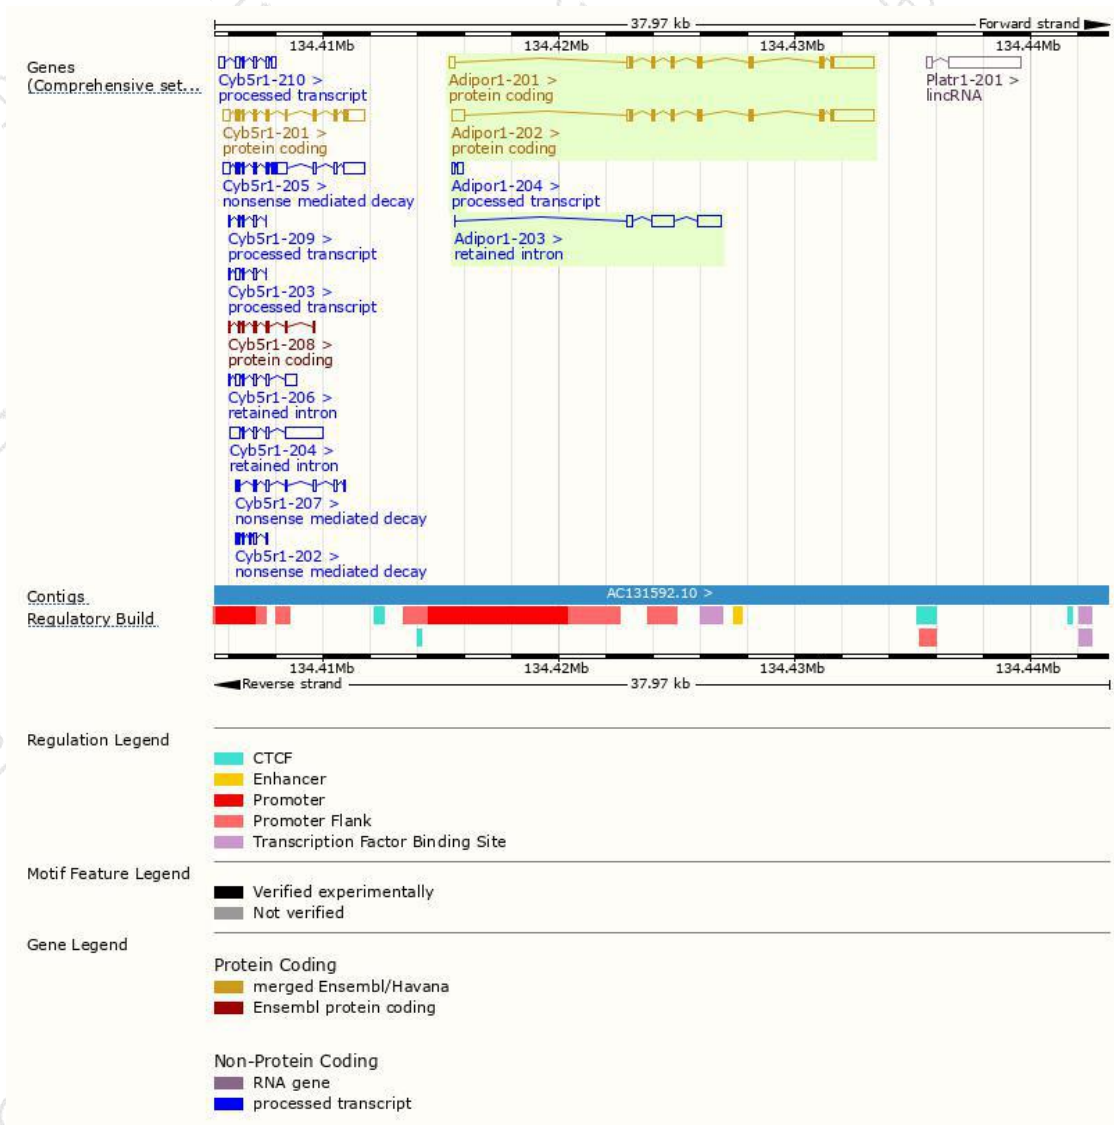 37.97 kb
Forward strand
134.41Mb 134.42Mb 134.43Mb 134.44Mb
Genes
(Comprehensive set...
Cyb5r1-210 >
processed transcript
Adipor1-201 >
protein coding
Platr1-201 >
lincRNA
Cyb5r1-201 >
protein coding
Adipor1-202 >
protein coding
Cyb5r1-205 >
nonsense mediated decay
Adipor1-204 >
processed transcript
Cyb5r1-209 >
processed transcript
Adipor1-203 >
retained intron
Cyb5r1-203 >
processed transcript
Cyb5r1-208 >
protein coding
Cyb5r1-206 >
retained intron
Cyb5r1-204 >
retained intron
Cyb5r1-207 >
nonsense mediated decay
Cyb5r1-202 >
nonsense mediated decay
Contigs
AC131592.10 >
Regulatory Build
134.41Mb 134.42Mb 134.43Mb 134.44Mb
Reverse strand
37.97 kb
Regulation Legend
CTCF
Enhancer
Promoter
Promoter Flank
Transcription Factor Binding Site
Motif Feature Legend
Verified experimentally
Not verified
Gene Legend
Protein Coding
merged Ensembl/Havana
Ensembl protein coding
Non-Protein Coding
RNA gene
processed transcript